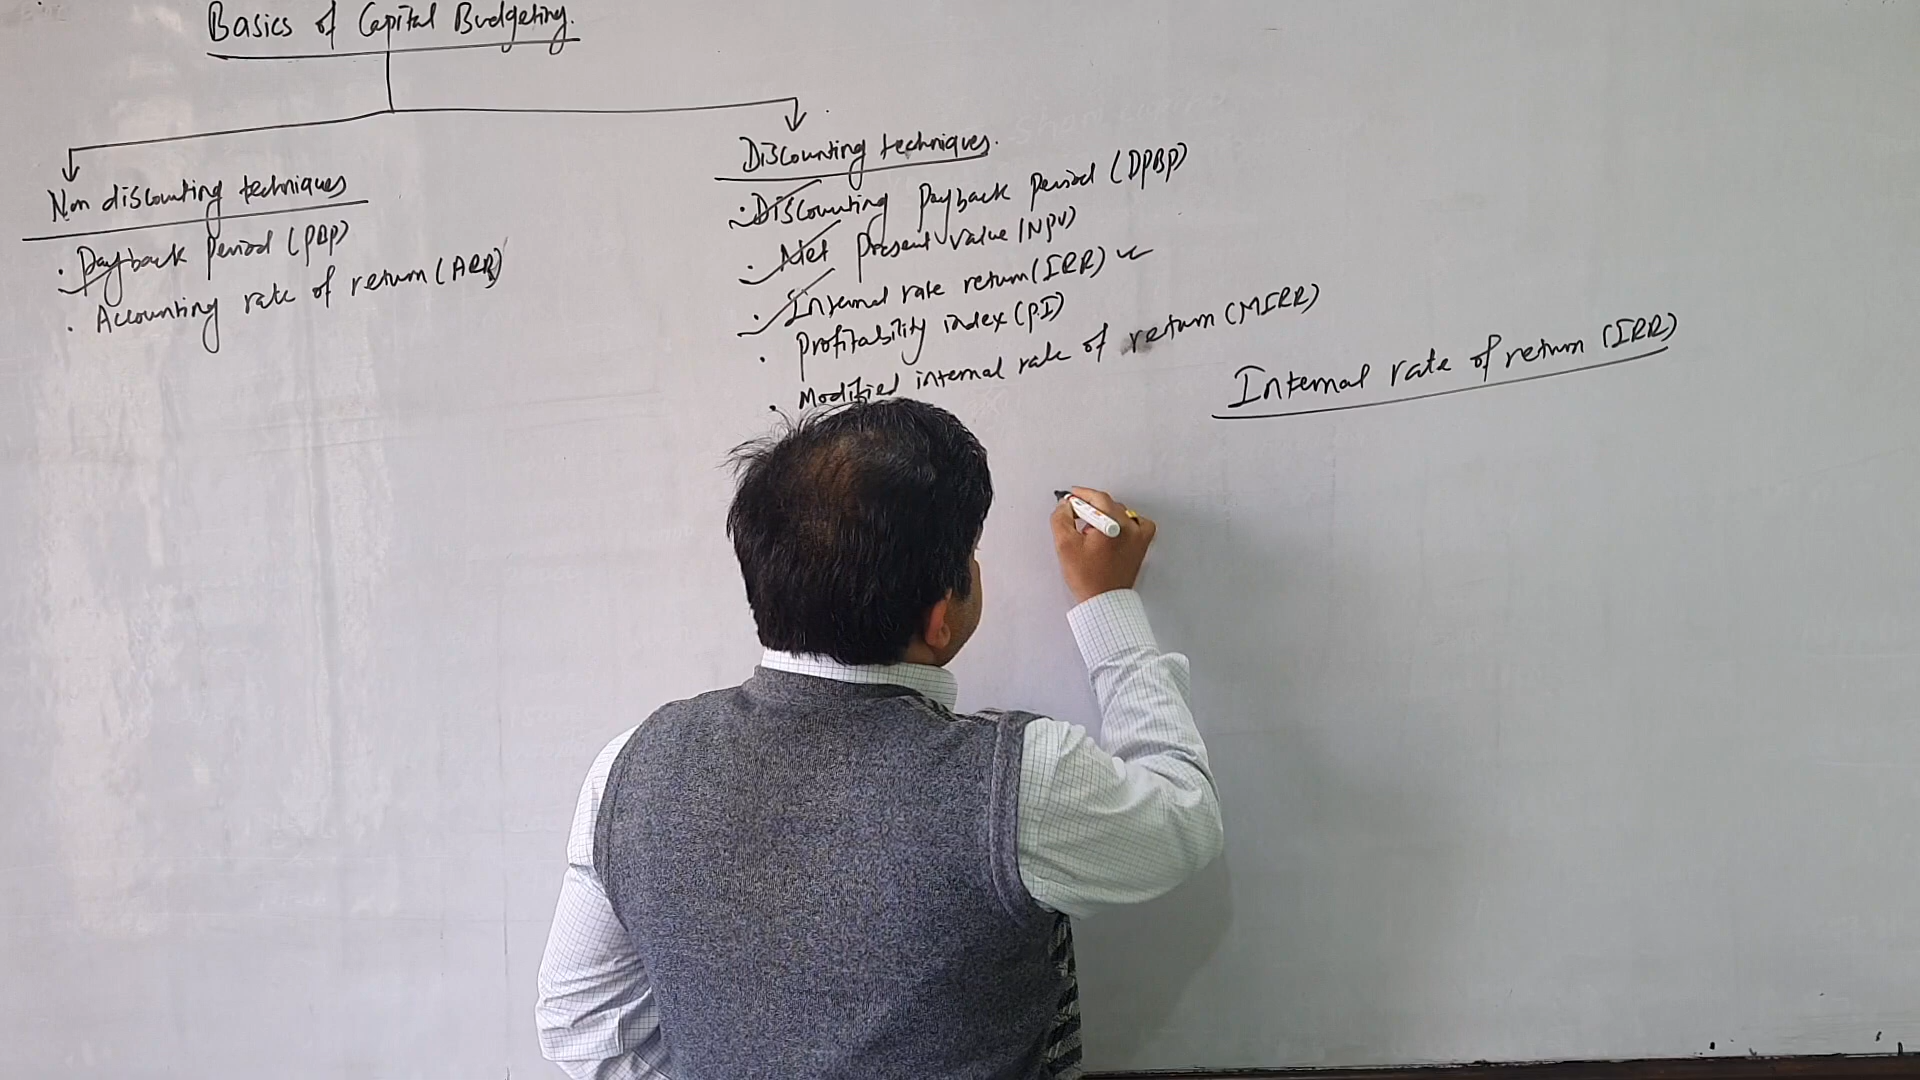 Basics of Capital Budgeting.
Non discounting techniques
• Payback Period (PBP)
• Accounting rate of return (ARR)
Discounting techniques.
• Discounting Payback Period (DPBP)
• Net Present Value (NPV)
• Internal rate return (IRR) ✓
• Profitability index (PI)
• Modified internal rate of return (MIRR)
Internal rate of return (IRR)